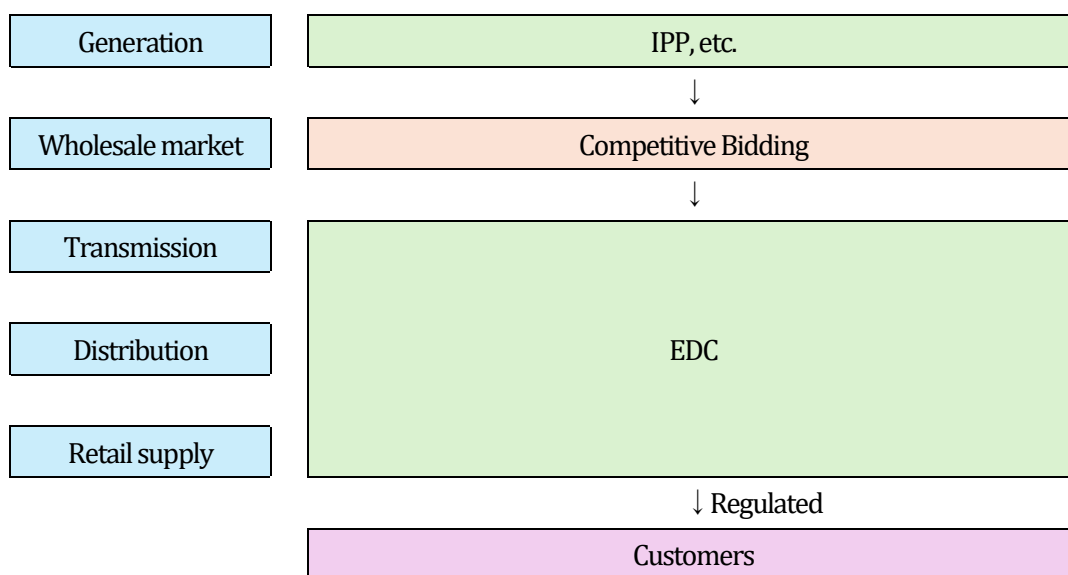 Generation
IPP, etc.
↓
Wholesale market
Competitive Bidding
↓
Transmission
Distribution
EDC
Retail supply
↓ Regulated
Customers